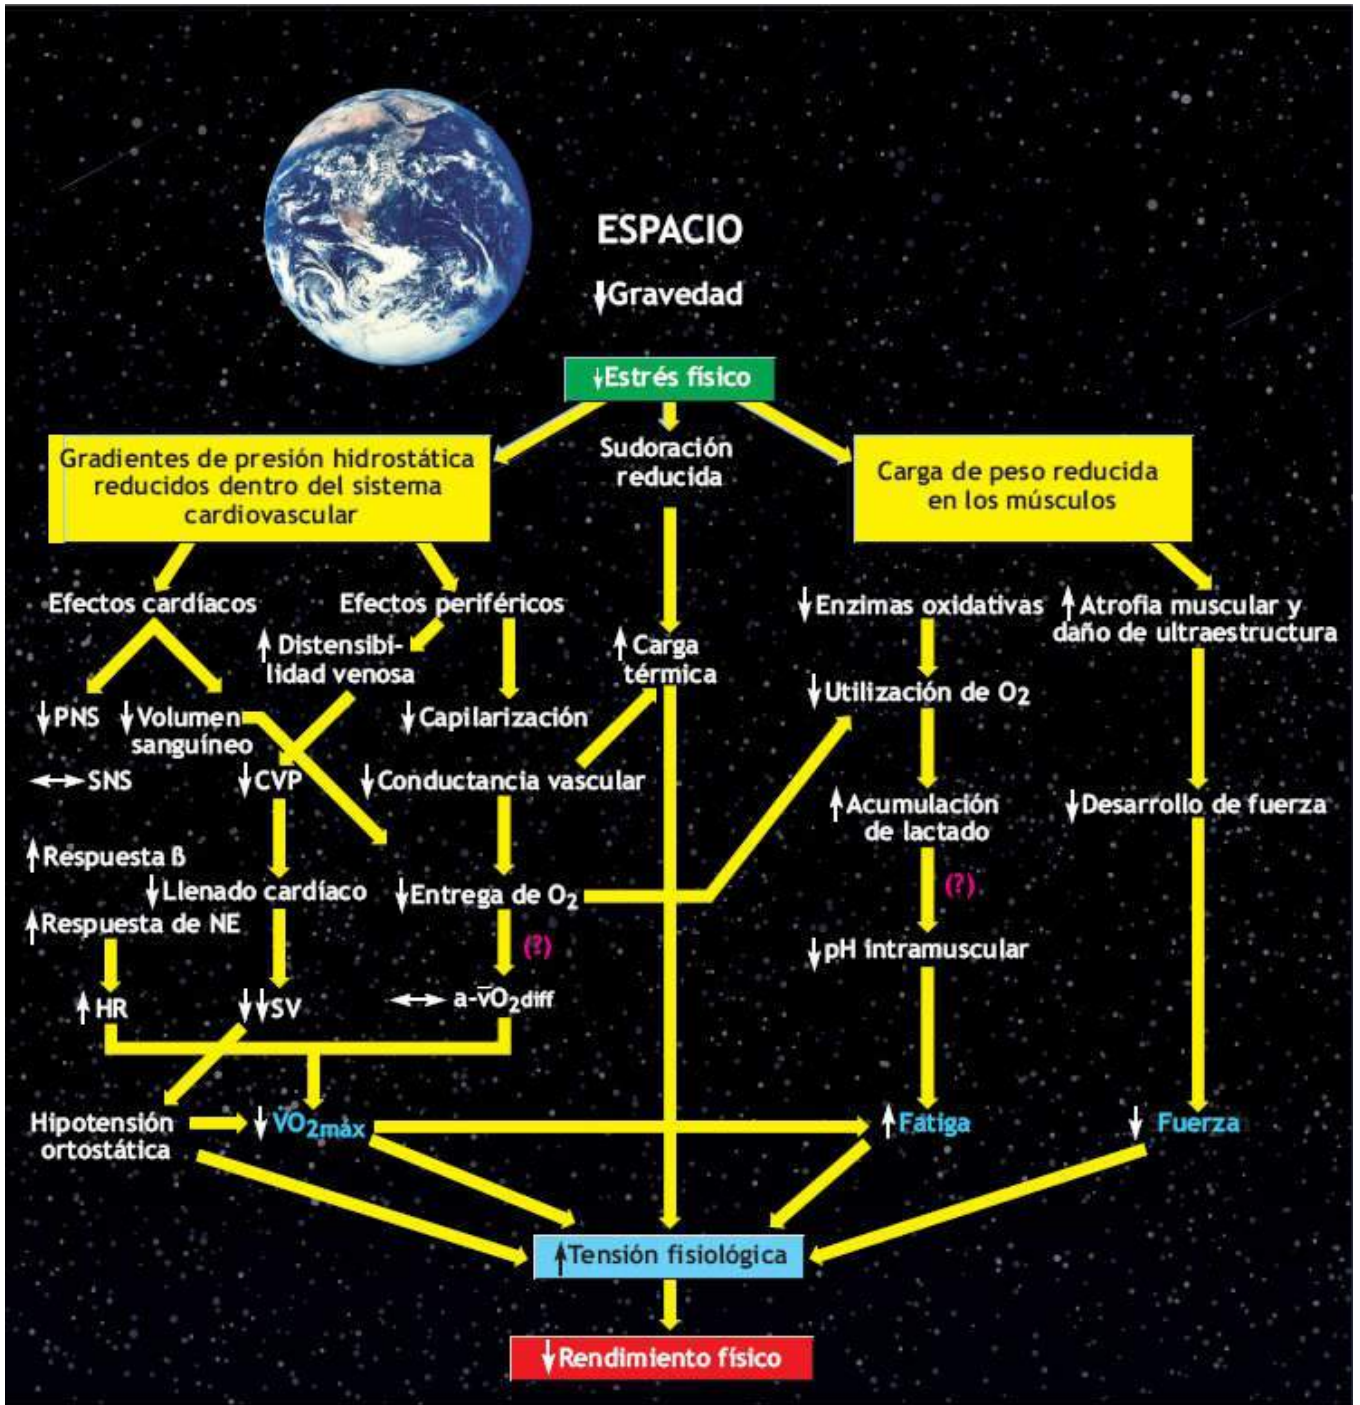 ESPACIO
↓Gravedad
↓Estrés físico
Gradientes de presión hidrostática
reducidos dentro del sistema
cardiovascular
Sudoración
reducida
Carga de peso reducida
en los músculos
Efectos cardíacos
Efectos periféricos
↑ Distensibi-
lidad venosa
↑ Carga
térmica
↓Enzimas oxidativas
↑ Atrofia muscular y
daño de ultraestructura
↓PNS
↓Volumen
sanguíneo
↓Capilarización
↓Utilización de O₂
↔ SNS
↓CVP
↓Conductancia vascular
↑Acumulación
de lactado
↓Desarrollo de fuerza
↑Respuesta ß
↓Llenado cardíaco
↓Entrega de O₂
(?)
↑Respuesta de NE
(?)
↓pH intramuscular
↑HR
↓↓SV
↔ a-v̄O₂diff
Hipotensión
ortostática
↓ V̇O₂máx
↑Fatiga
↓ Fuerza
↑Tensión fisiológica
↓Rendimiento físico